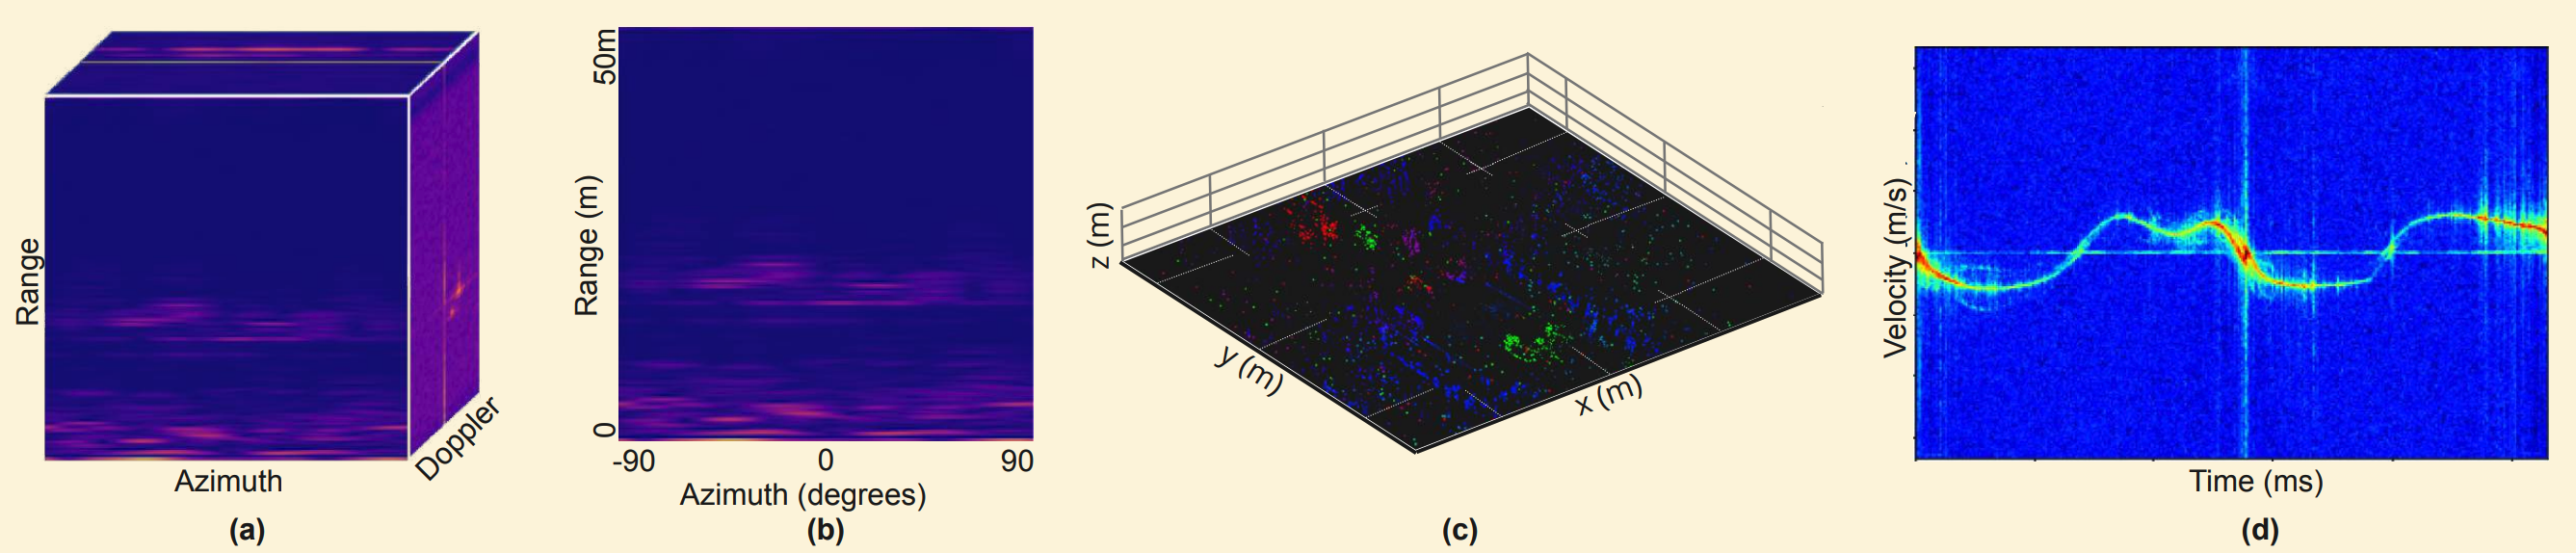 Range
Azimuth
Doppler
(a)
50m
Range (m)
0
-90 0 90
Azimuth (degrees)
(b)
z (m)
y (m)
x (m)
(c)
Velocity (m/s)
Time (ms)
(d)